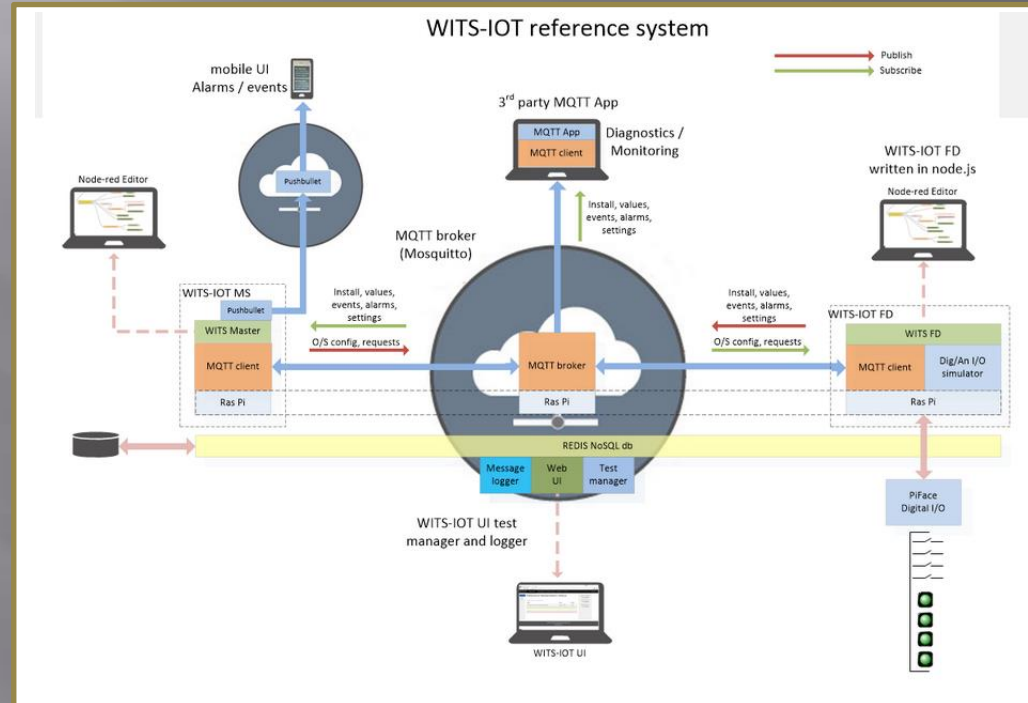 WITS-IOT reference system
Publish
Subscribe
mobile UI
Alarms / events
3rd party MQTT App
MQTT App
MQTT client
Diagnostics /
Monitoring
Pushbullet
Node-red Editor
WITS-IOT FD
written in node.js
Node-red Editor
Install, values,
events, alarms,
settings
MQTT broker
(Mosquitto)
WITS-IOT MS
Pushbullet
WITS Master
MQTT client
Ras Pi
Install, values,
events, alarms,
settings
O/S config, requests
MQTT broker
Ras Pi
Install, values,
events, alarms,
settings
O/S config, requests
WITS-IOT FD
WITS FD
MQTT client
Dig/An I/O
simulator
Ras Pi
REDIS NoSQL db
Message
logger
Web
UI
Test
manager
PiFace
Digital I/O
WITS-IOT UI test
manager and logger
WITS-IOT UI